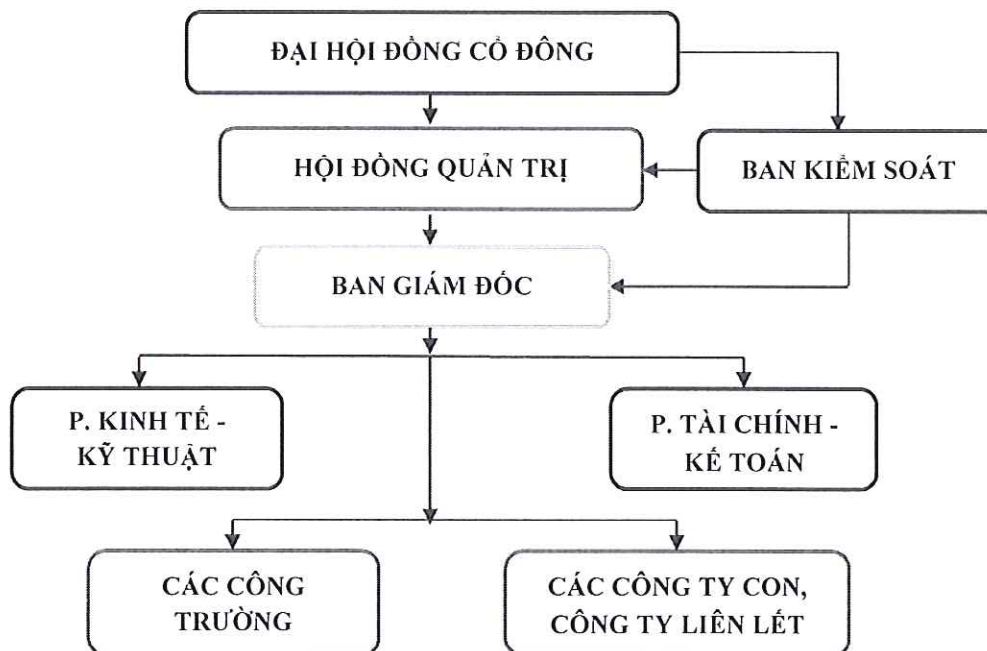 ĐẠI HỘI ĐỒNG CỔ ĐÔNG
HỘI ĐỒNG QUẢN TRỊ
BAN KIỂM SOÁT
BAN GIÁM ĐỐC
P. KINH TẾ -
KỸ THUẬT
P. TÀI CHÍNH -
KẾ TOÁN
CÁC CÔNG
TRƯỜNG
CÁC CÔNG TY CON,
CÔNG TY LIÊN LẾT